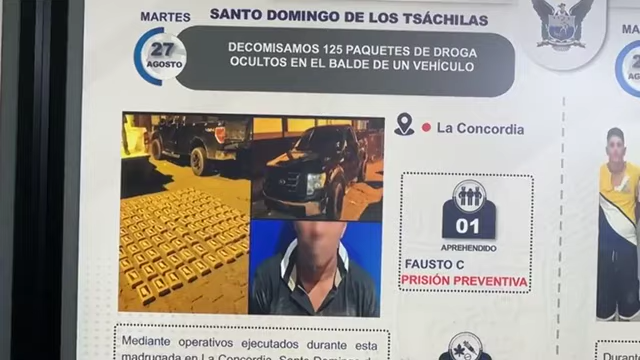 MARTES
27
AGOSTO
SANTO DOMINGO DE LOS TSÁCHILAS
DECOMISAMOS 125 PAQUETES DE DROGA
OCULTOS EN EL BALDE DE UN VEHÍCULO
La Concordia
01
APREHENDIDO
FAUSTO C
PRISIÓN PREVENTIVA
Mediante operativos ejecutados durante esta
madrugada en La Concordia, Santo Domingo de